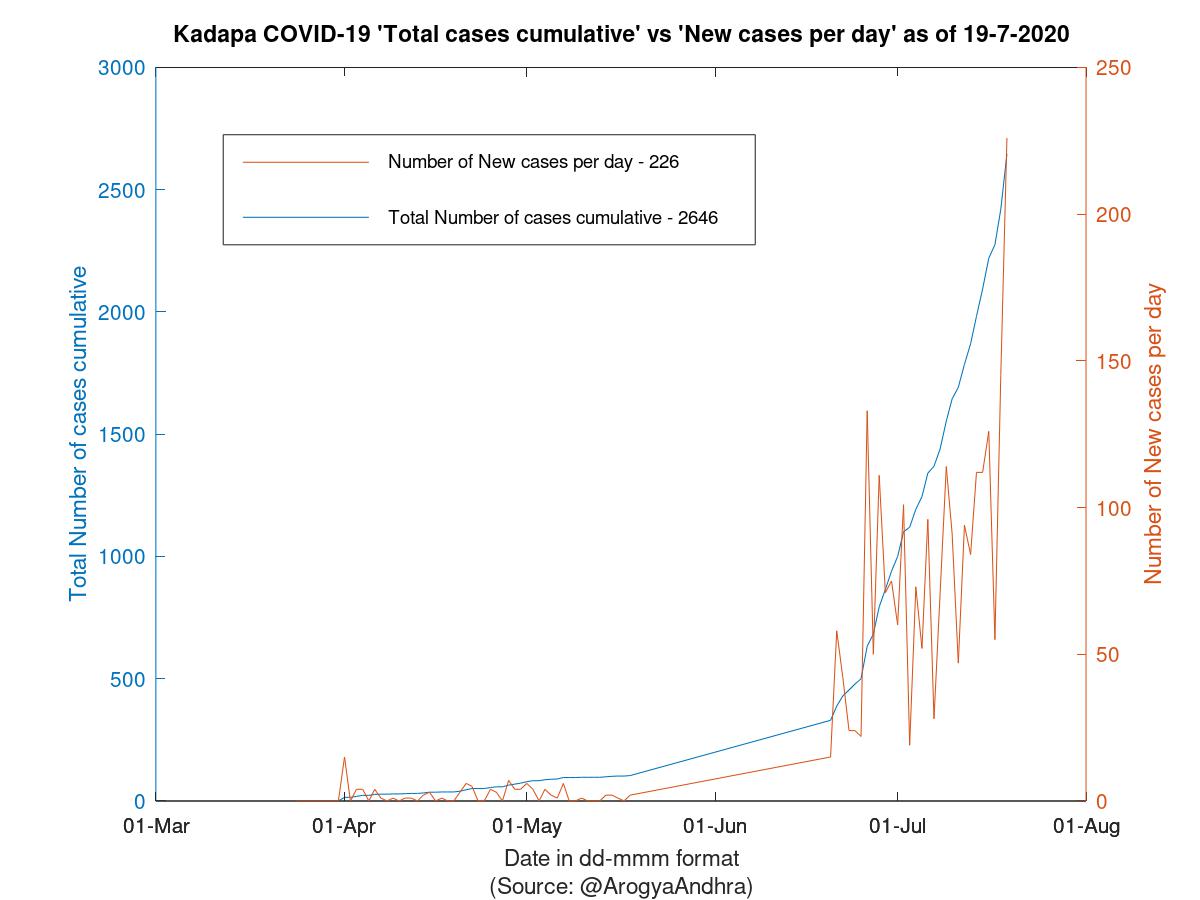 Kadapa COVID-19 'Total cases cumulative' vs 'New cases per day' as of 19-7-2020
3000
2500
2000
1500
1000
500
0
Total Number of cases cumulative
Number of New cases per day - 226
Total Number of cases cumulative - 2646
250
200
150
100
50
0
Number of New cases per day
01-Mar 01-Apr 01-May 01-Jun 01-Jul 01-Aug
Date in dd-mmm format
(Source: @ArogyaAndhra)